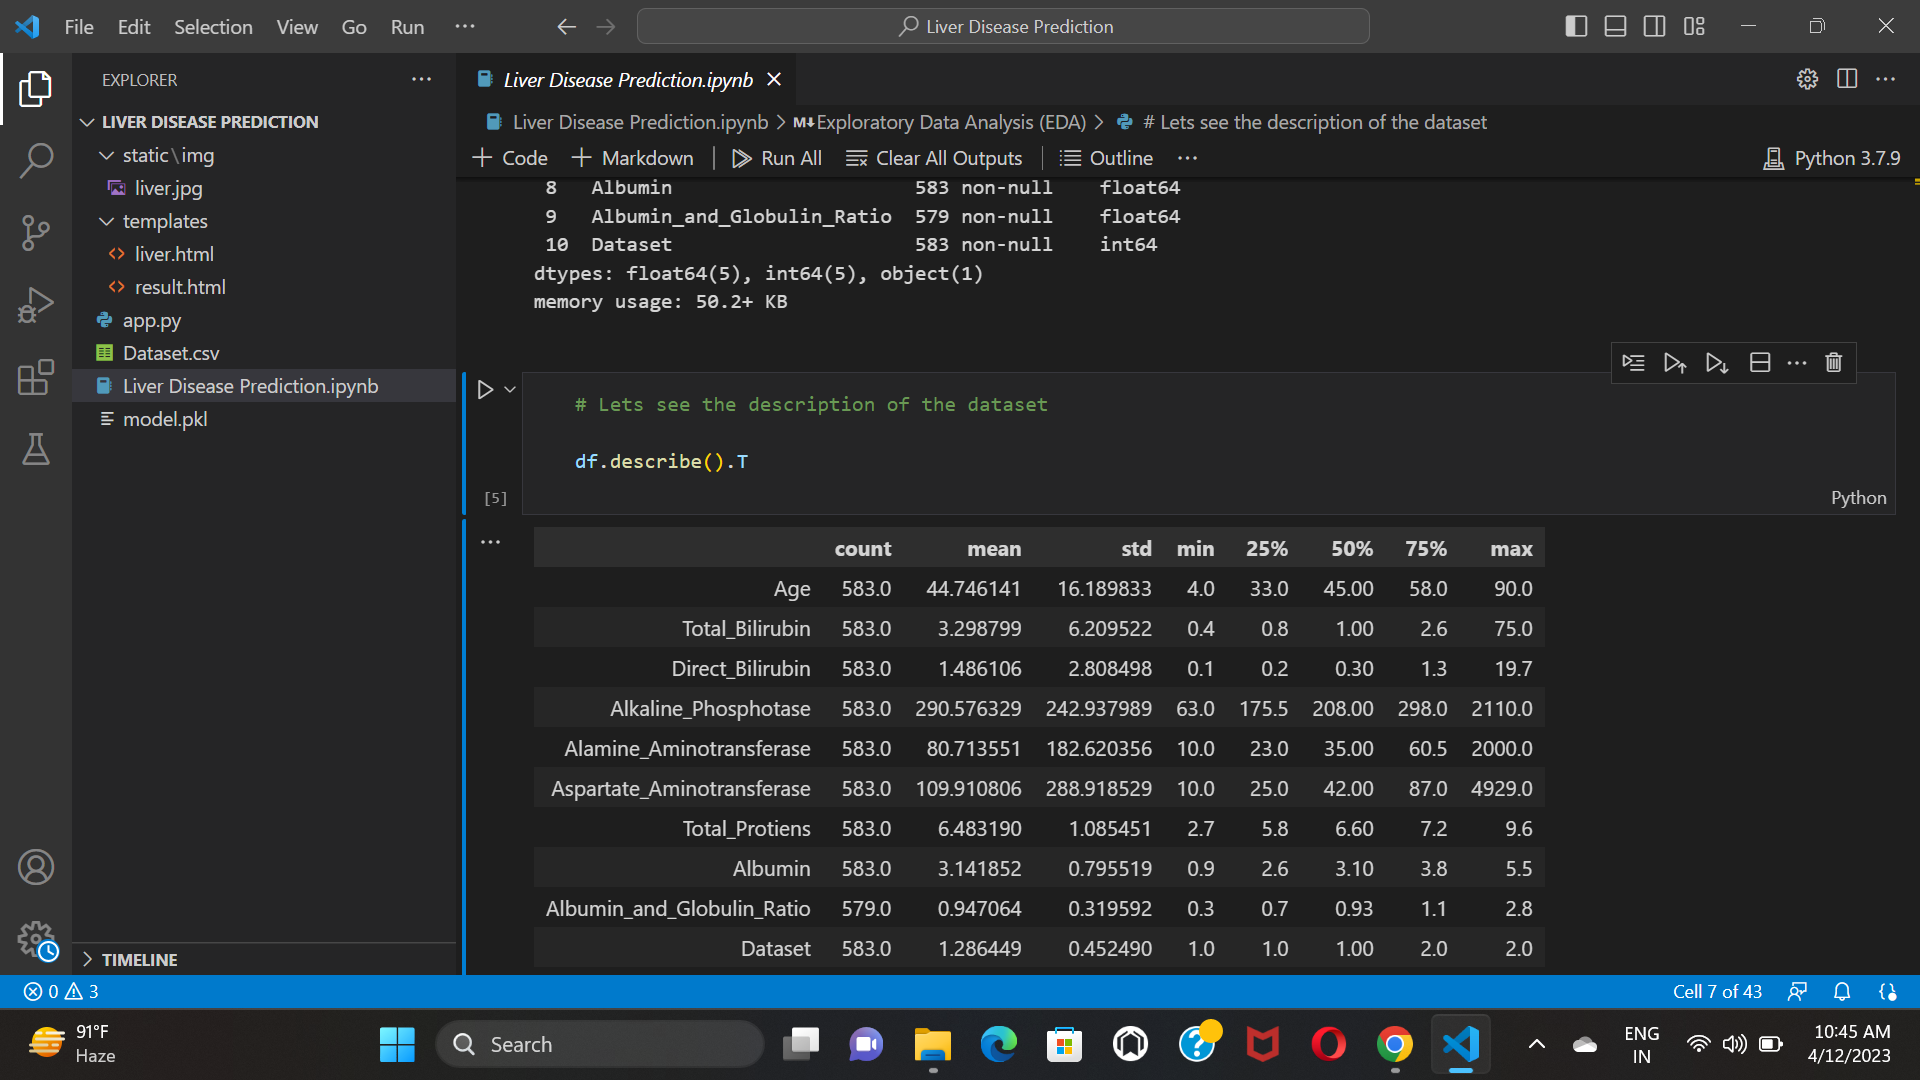 File Edit Selection View Go Run ···
Liver Disease Prediction
EXPLORER
LIVER DISEASE PREDICTION
static\img
liver.jpg
templates
liver.html
result.html
app.py
Dataset.csv
Liver Disease Prediction.ipynb
model.pkl
TIMELINE
Liver Disease Prediction.ipynb
Liver Disease Prediction.ipynb > M↓Exploratory Data Analysis (EDA) > # Lets see the description of the dataset
+ Code + Markdown | Run All Clear All Outputs | Outline ···
Python 3.7.9
8 Albumin 583 non-null float64
9 Albumin_and_Globulin_Ratio 579 non-null float64
10 Dataset 583 non-null int64
dtypes: float64(5), int64(5), object(1)
memory usage: 50.2+ KB
# Lets see the description of the dataset
df.describe().T
[5]
Python
count mean std min 25% 50% 75% max
Age 583.0 44.746141 16.189833 4.0 33.0 45.00 58.0 90.0
Total_Bilirubin 583.0 3.298799 6.209522 0.4 0.8 1.00 2.6 75.0
Direct_Bilirubin 583.0 1.486106 2.808498 0.1 0.2 0.30 1.3 19.7
Alkaline_Phosphotase 583.0 290.576329 242.937989 63.0 175.5 208.00 298.0 2110.0
Alamine_Aminotransferase 583.0 80.713551 182.620356 10.0 23.0 35.00 60.5 2000.0
Aspartate_Aminotransferase 583.0 109.910806 288.918529 10.0 25.0 42.00 87.0 4929.0
Total_Protiens 583.0 6.483190 1.085451 2.7 5.8 6.60 7.2 9.6
Albumin 583.0 3.141852 0.795519 0.9 2.6 3.10 3.8 5.5
Albumin_and_Globulin_Ratio 579.0 0.947064 0.319592 0.3 0.7 0.93 1.1 2.8
Dataset 583.0 1.286449 0.452490 1.0 1.0 1.00 2.0 2.0
0 3
Cell 7 of 43
91°F
Haze
Search
ENG
IN
10:45 AM
4/12/2023